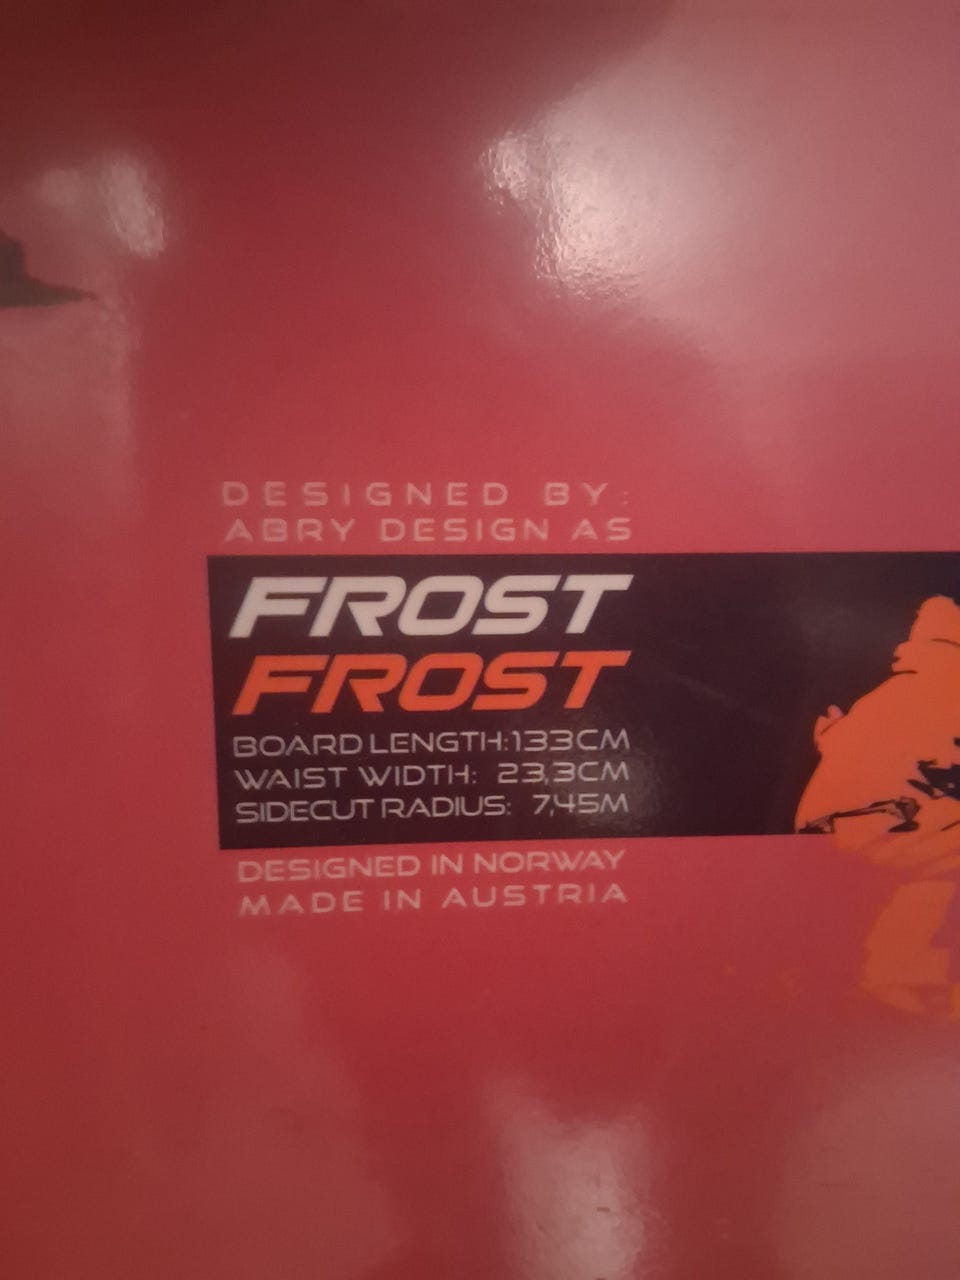 DESIGNED BY:
ABRY DESIGN AS
FROST
FROST
BOARD LENGTH:133CM
WAIST WIDTH: 23,3CM
SIDECUT RADIUS: 7,45M
DESIGNED IN NORWAY
MADE IN AUSTRIA